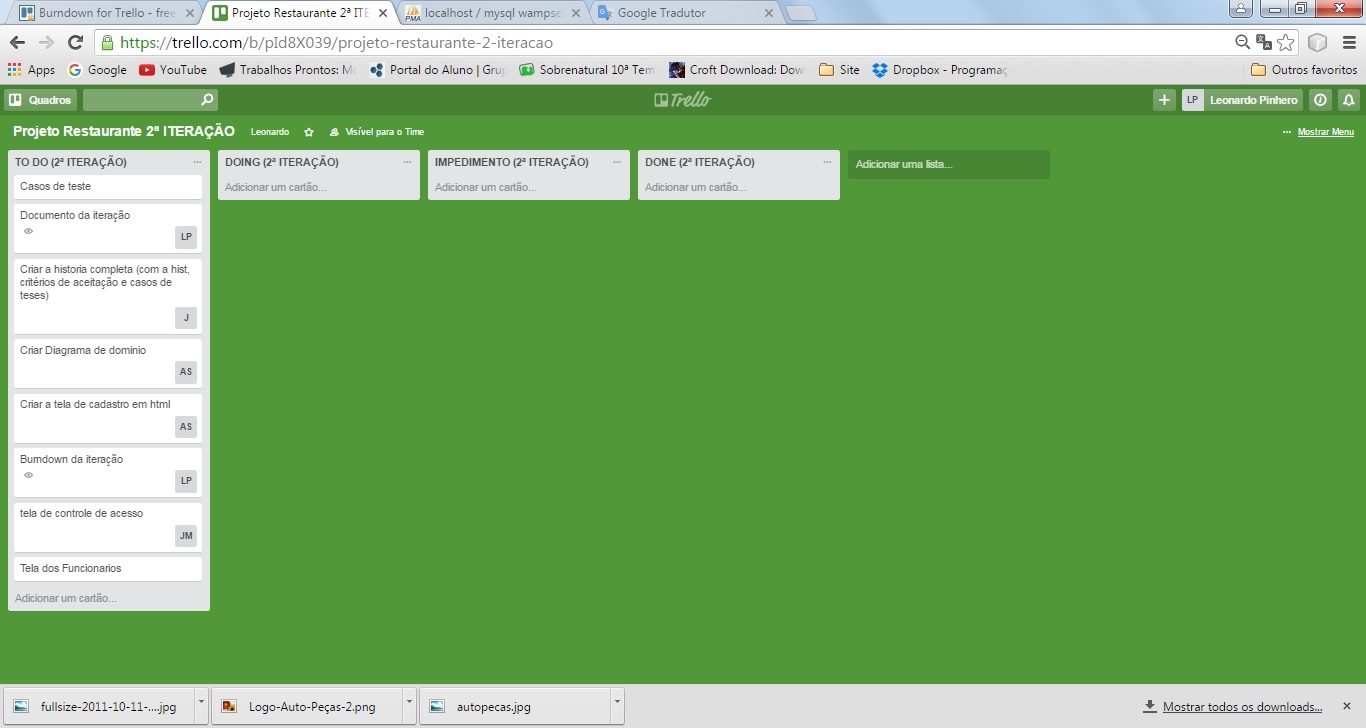 Burndown for Trello - free
Projeto Restaurante 2ª ITE
localhost / mysql wampse
Google Tradutor
https://trello.com/b/pId8X039/projeto-restaurante-2-iteracao
Apps
Google
YouTube
Trabalhos Prontos: Mo
Portal do Aluno | Grup
Sobrenatural 10ª Tem
Croft Download: Dow
Site
Dropbox - Programaç
Outros favoritos
Quadros
Trello
LP
Leonardo Pinhero
Projeto Restaurante 2ª ITERAÇÃO
Leonardo
Visível para o Time
Mostrar Menu
TO DO (2ª ITERAÇÃO)
Casos de teste
Documento da iteração
LP
Criar a historia completa (com a hist,
critérios de aceitação e casos de
teses)
J
Criar Diagrama de dominio
AS
Criar a tela de cadastro em html
AS
Burndown da iteração
LP
tela de controle de acesso
JM
Tela dos Funcionarios
Adicionar um cartão...
DOING (2ª ITERAÇÃO)
Adicionar um cartão...
IMPEDIMENTO (2ª ITERAÇÃO)
Adicionar um cartão...
DONE (2ª ITERAÇÃO)
Adicionar um cartão...
Adicionar uma lista...
fullsize-2011-10-11-....jpg
Logo-Auto-Peças-2.png
autopecas.jpg
Mostrar todos os downloads...